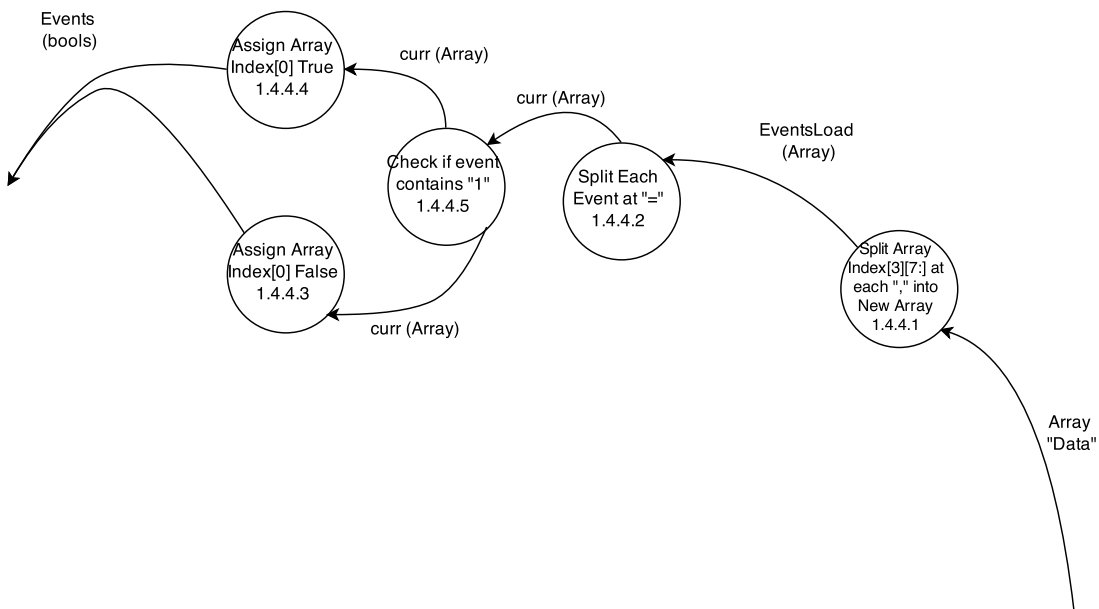 Events
(bools)
Assign Array
Index[0] True
1.4.4.4
curr (Array)
curr (Array)
Check if event
contains "1"
1.4.4.5
EventsLoad
(Array)
Split Each
Event at "="
1.4.4.2
Assign Array
Index[0] False
1.4.4.3
curr (Array)
Split Array
Index[3][7:] at
each "," into
New Array
1.4.4.1
Array
"Data"